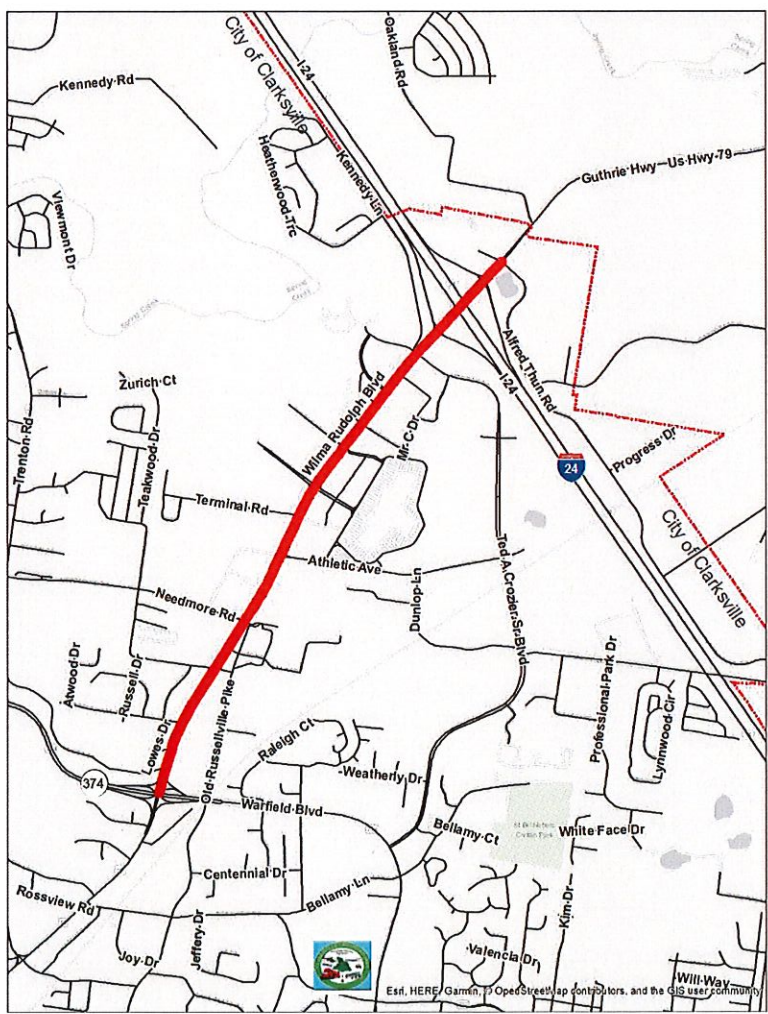 City of Clarksville
I-24
Oakland Rd
Kennedy Rd
Heatherwood Trc
Kennedy Ln
Guthrie Hwy
Us Hwy 79
Viewmont Dr
Alfred Thun Rd
I-24
Zurich Ct
Wilma Rudolph Blvd
Mr C Dr
Trenton Rd
Teakwood Dr
Progress Dr
24
Terminal Rd
City of Clarksville
Athletic Ave
Dunlop Ln
Ted A Crozier Sr Blvd
Needmore Rd
Atwood Dr
Russell Dr
Professional Park Dr
Lynnwood Cir
Lowes Dr
Old Russellville Pike
Raleigh Ct
Weatherly Dr
374
Warfield Blvd
Bellamy Ct
White Face Dr
Centennial Dr
Bellamy Ln
Rossview Rd
Jeffery Dr
Kim Dr
Joy Dr
Valencia Dr
Will Way
Esri, HERE, Garmin, © OpenStreetMap contributors, and the GIS user community